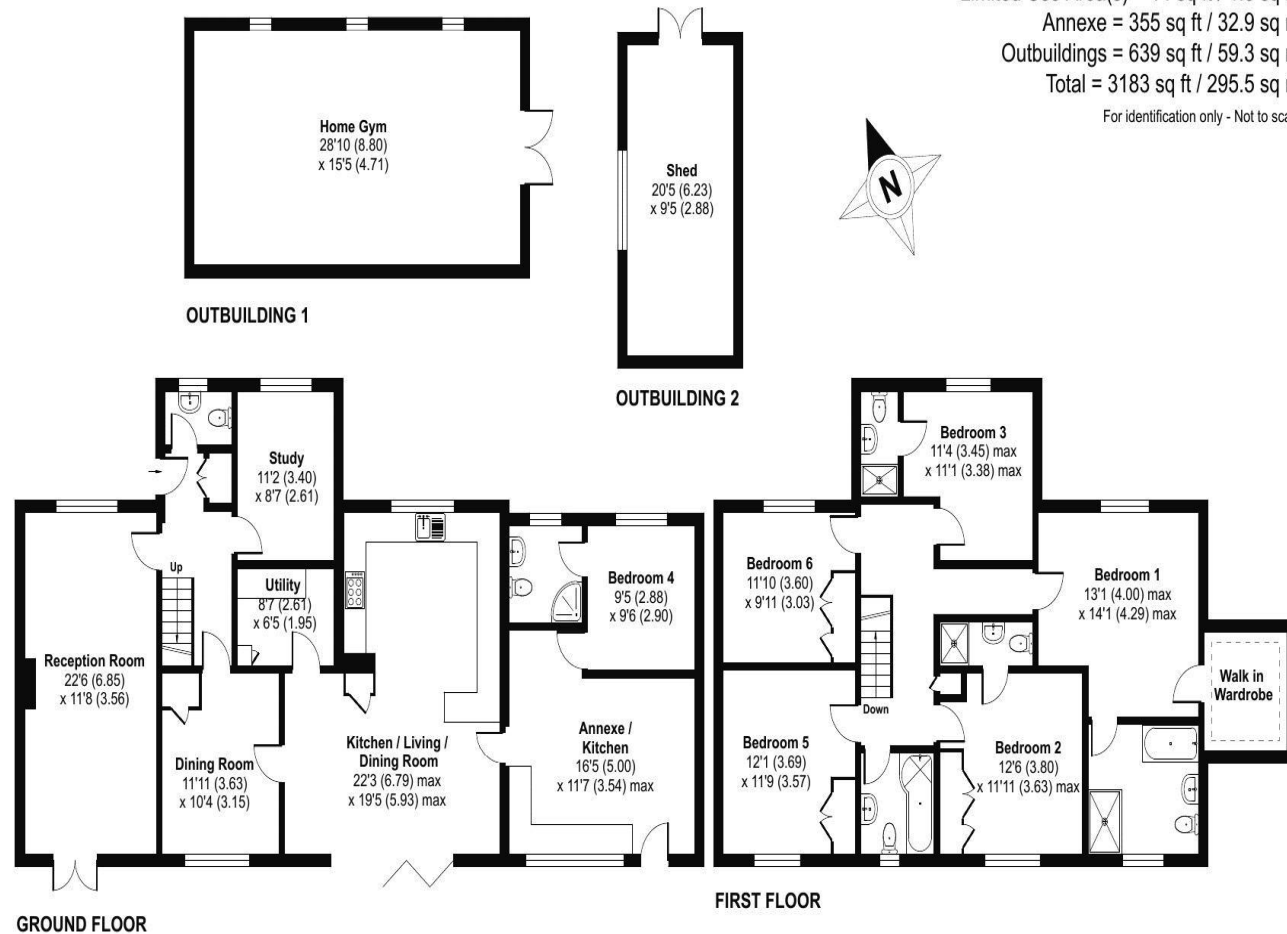 Annexe = 355 sq ft / 32.9 sq
Outbuildings = 639 sq ft / 59.3 sq
Total = 3183 sq ft / 295.5 sq
For identification only - Not to
Home Gym
28'10 (8.80)
x 15'5 (4.71)
Shed
20'5 (6.23)
x 9'5 (2.88)
N
OUTBUILDING 1
OUTBUILDING 2
Study
11'2 (3.40)
x 8'7 (2.61)
Up
Utility
8'7 (2.61)
x 6'5 (1.95)
Reception Room
22'6 (6.85)
x 11'8 (3.56)
Dining Room
11'11 (3.63)
x 10'4 (3.15)
Kitchen / Living /
Dining Room
22'3 (6.79) max
x 19'5 (5.93) max
Bedroom 4
9'5 (2.88)
x 9'6 (2.90)
Annexe /
Kitchen
16'5 (5.00)
x 11'7 (3.54) max
GROUND FLOOR
Bedroom 3
11'4 (3.45) max
x 11'1 (3.38) max
Bedroom 6
11'10 (3.60)
x 9'11 (3.03)
Bedroom 1
13'1 (4.00) max
x 14'1 (4.29) max
Walk in
Wardrobe
Down
Bedroom 5
12'1 (3.69)
x 11'9 (3.57)
Bedroom 2
12'6 (3.80)
x 11'11 (3.63) max
FIRST FLOOR